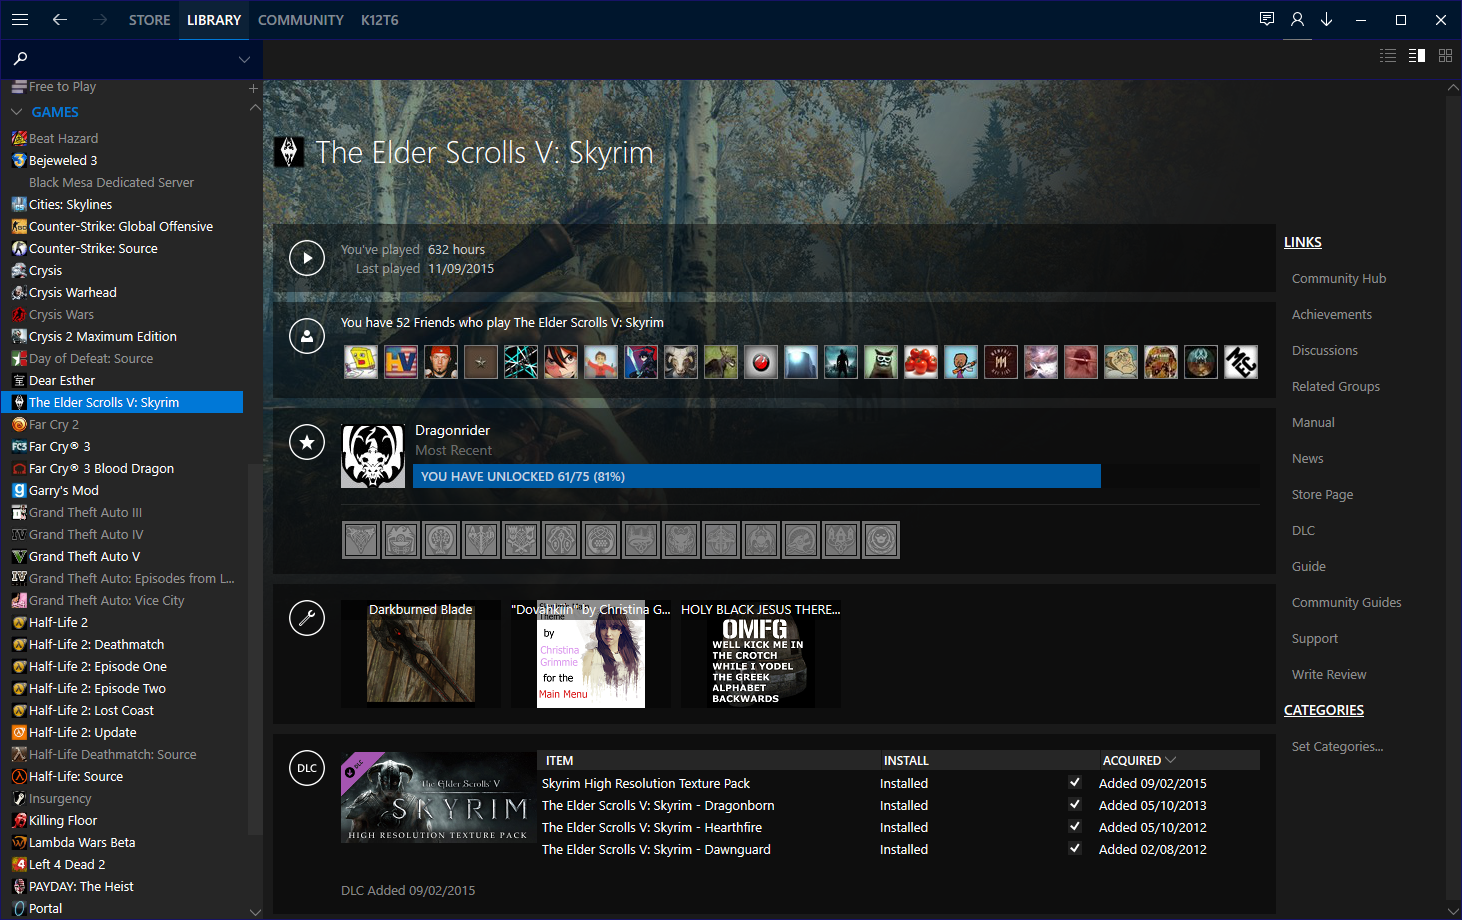 STORE LIBRARY COMMUNITY K12T6
Free to Play
GAMES
Beat Hazard
Bejeweled 3
Black Mesa Dedicated Server
Cities: Skylines
Counter-Strike: Global Offensive
Counter-Strike: Source
Crysis
Crysis Warhead
Crysis Wars
Crysis 2 Maximum Edition
Day of Defeat: Source
Dear Esther
The Elder Scrolls V: Skyrim
Far Cry 2
Far Cry® 3
Far Cry® 3 Blood Dragon
Garry's Mod
Grand Theft Auto III
Grand Theft Auto IV
Grand Theft Auto V
Grand Theft Auto: Episodes from L...
Grand Theft Auto: Vice City
Half-Life 2
Half-Life 2: Deathmatch
Half-Life 2: Episode One
Half-Life 2: Episode Two
Half-Life 2: Lost Coast
Half-Life 2: Update
Half-Life Deathmatch: Source
Half-Life: Source
Insurgency
Killing Floor
Lambda Wars Beta
Left 4 Dead 2
PAYDAY: The Heist
Portal
The Elder Scrolls V: Skyrim
You've played 632 hours
Last played 11/09/2015
You have 52 Friends who play The Elder Scrolls V: Skyrim
Dragonrider
Most Recent
YOU HAVE UNLOCKED 61/75 (81%)
Darkburned Blade
"Dovahkiin" by Christina G...
Theme
by
Christina
Grimmie
for the
Main Menu
HOLY BLACK JESUS THERE...
OMFG
WELL KICK ME IN
THE CROTCH
WHILE I YODEL
THE GREEK
ALPHABET
BACKWARDS
DLC
DLC
The Elder Scrolls V
SKYRIM
HIGH RESOLUTION TEXTURE PACK
ITEM INSTALL ACQUIRED
Skyrim High Resolution Texture Pack Installed Added 09/02/2015
The Elder Scrolls V: Skyrim - Dragonborn Installed Added 05/10/2013
The Elder Scrolls V: Skyrim - Hearthfire Installed Added 05/10/2012
The Elder Scrolls V: Skyrim - Dawnguard Installed Added 02/08/2012
DLC Added 09/02/2015
LINKS
Community Hub
Achievements
Discussions
Related Groups
Manual
News
Store Page
DLC
Guide
Community Guides
Support
Write Review
CATEGORIES
Set Categories...